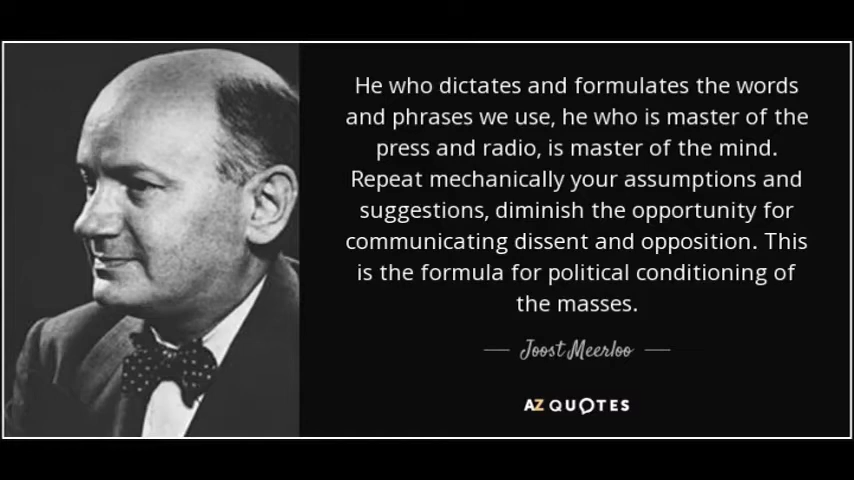 He who dictates and formulates the words
and phrases we use, he who is master of the
press and radio, is master of the mind.
Repeat mechanically your assumptions and
suggestions, diminish the opportunity for
communicating dissent and opposition. This
is the formula for political conditioning of
the masses.
Joost Meerloo
AZ QUOTES